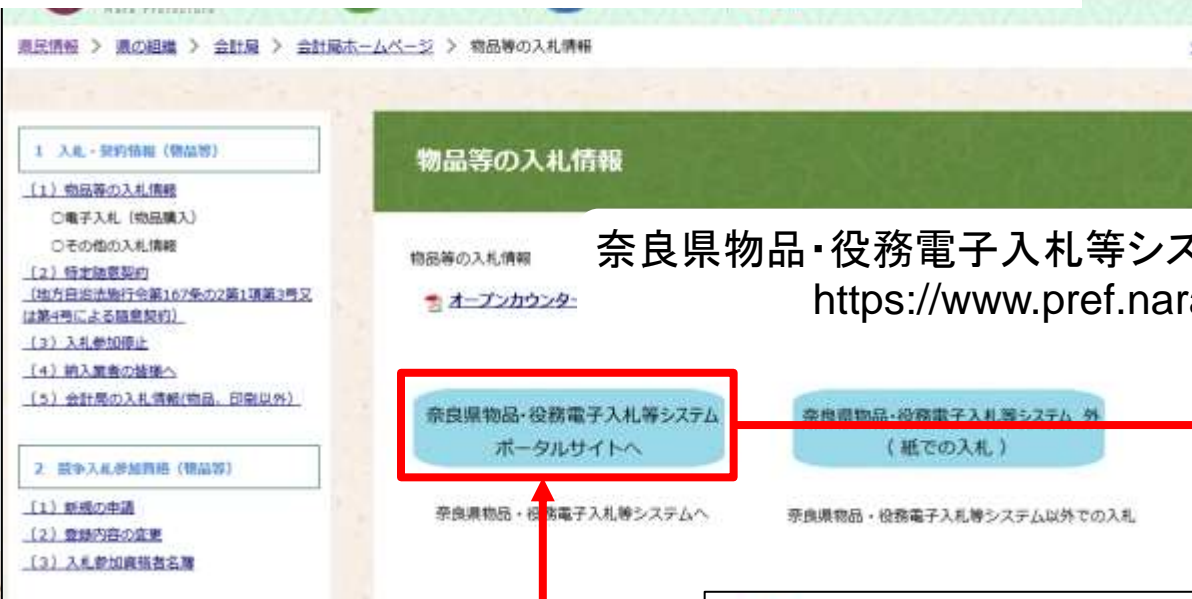 Nara Prefecture
県民情報 > 県の組織 > 会計局 > 会計局ホームページ > 物品等の入札情報
1 入札・契約情報（物品等）
（1）物品等の入札情報
○電子入札（物品購入）
○その他の入札情報
（2）特定随意契約
（地方自治法施行令第167条の2第1項第3号又
は第4号による随意契約）
（3）入札参加停止
（4）納入業者の皆様へ
（5）会計局の入札情報(物品、印刷以外）
2 競争入札参加資格（物品等）
（1）新規の申請
（2）登録内容の変更
（3）入札参加資格者名簿
物品等の入札情報
物品等の入札情報
オープンカウンター
奈良県物品・役務電子入札等シス
https://www.pref.nara
奈良県物品・役務電子入札等システム
ポータルサイトへ
奈良県物品・役務電子入札等システム 外
（ 紙での入札 ）
奈良県物品・役務電子入札等システムへ
奈良県物品・役務電子入札等システム以外での入札